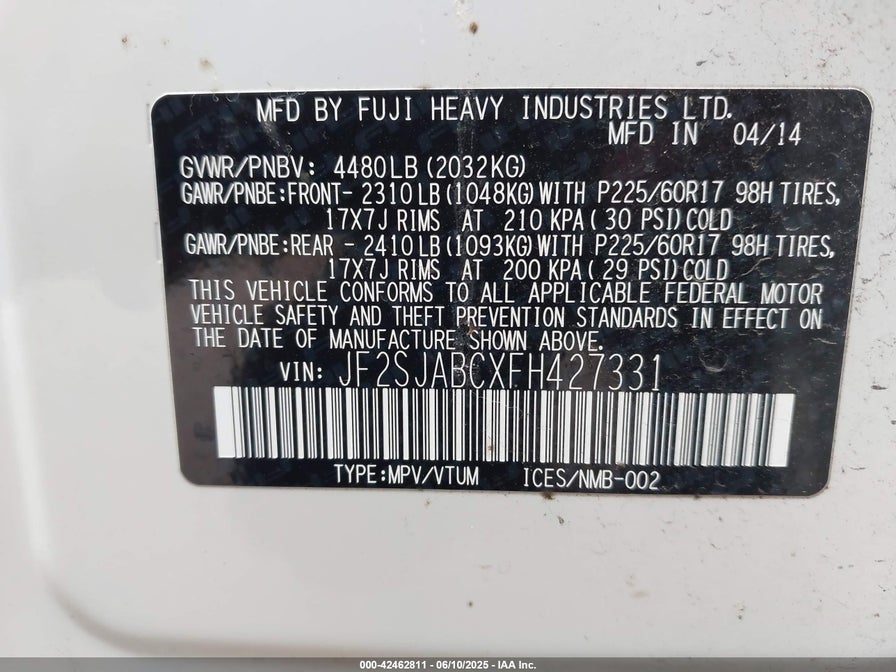 MFD BY FUJI HEAVY INDUSTRIES LTD.
MFD IN 04/14
GVWR/PNBV: 4480LB (2032KG)
GAWR/PNBE:FRONT- 2310LB (1048KG) WITH P225/60R17 98H TIRES,
17X7J RIMS AT 210 KPA ( 30 PSI) COLD
GAWR/PNBE:REAR - 2410LB (1093KG) WITH P225/60R17 98H TIRES,
17X7J RIMS AT 200 KPA ( 29 PSI) COLD
THIS VEHICLE CONFORMS TO ALL APPLICABLE FEDERAL MOTOR
VEHICLE SAFETY AND THEFT PREVENTION STANDARDS IN EFFECT ON
THE DATE OF MANUFACTURE SHOWN ABOVE.
VIN: JF2SJABCXFH427331
TYPE:MPV/VTUM ICES/NMB-002
000-42462811 - 06/10/2025 - IAA Inc.